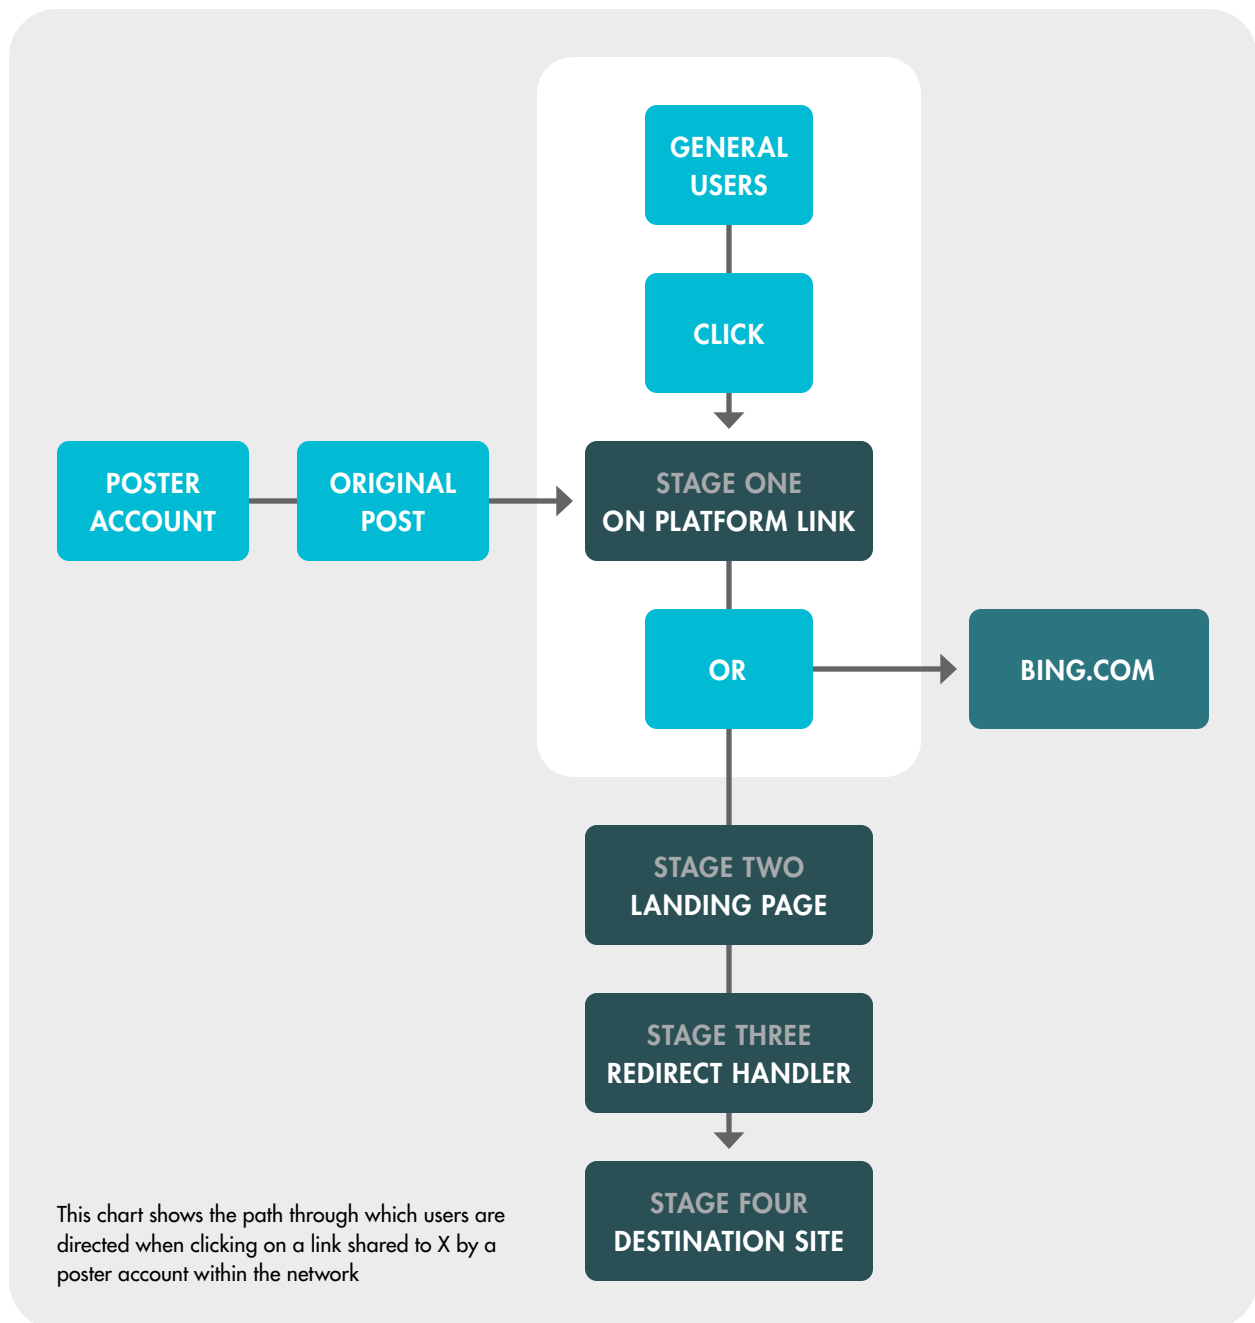 GENERAL
USERS
CLICK
POSTER
ACCOUNT
ORIGINAL
POST
STAGE ONE
ON PLATFORM LINK
OR
BING.COM
STAGE TWO
LANDING PAGE
STAGE THREE
REDIRECT HANDLER
STAGE FOUR
DESTINATION SITE
This chart shows the path through which users are
directed when clicking on a link shared to X by a
poster account within the network